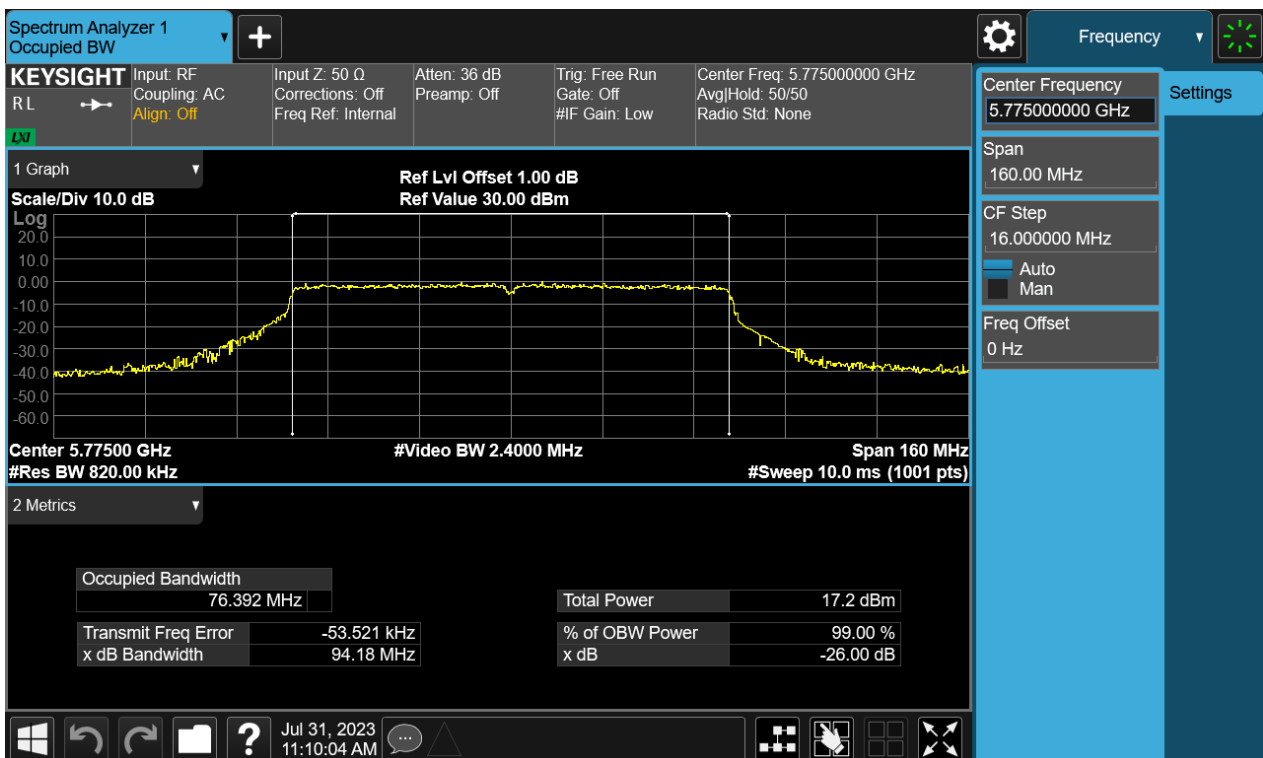 Spectrum Analyzer 1
Occupied BW
+
Frequency
KEYSIGHT
R L
LXI
Input: RF
Coupling: AC
Align: Off
Input Z: 50 Ω
Corrections: Off
Freq Ref: Internal
Atten: 36 dB
Preamp: Off
Trig: Free Run
Gate: Off
#IF Gain: Low
Center Freq: 5.775000000 GHz
Avg|Hold: 50/50
Radio Std: None
Center Frequency
5.775000000 GHz
Settings
Span
160.00 MHz
CF Step
16.000000 MHz
Auto
Man
Freq Offset
0 Hz
1 Graph
Scale/Div 10.0 dB
Ref Lvl Offset 1.00 dB
Ref Value 30.00 dBm
Log
20.0
10.0
0.00
-10.0
-20.0
-30.0
-40.0
-50.0
-60.0
Center 5.77500 GHz
#Video BW 2.4000 MHz
Span 160 MHz
#Res BW 820.00 kHz
#Sweep 10.0 ms (1001 pts)
2 Metrics
Occupied Bandwidth
76.392 MHz
Total Power 17.2 dBm
Transmit Freq Error -53.521 kHz
% of OBW Power 99.00 %
x dB Bandwidth 94.18 MHz
x dB -26.00 dB
?
Jul 31, 2023
11:10:04 AM